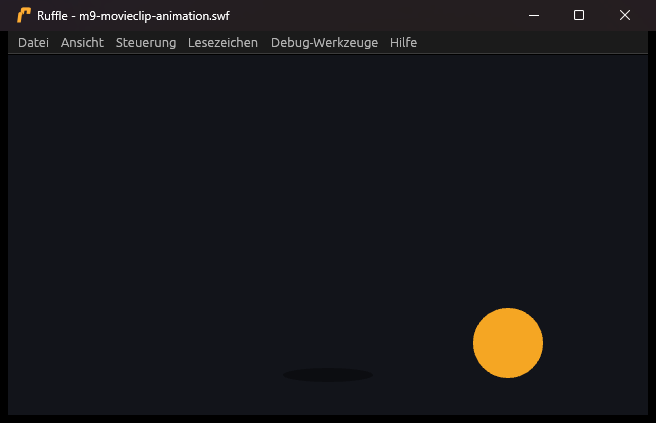 Ruffle - m9-movieclip-animation.swf
Datei Ansicht Steuerung Lesezeichen Debug-Werkzeuge Hilfe